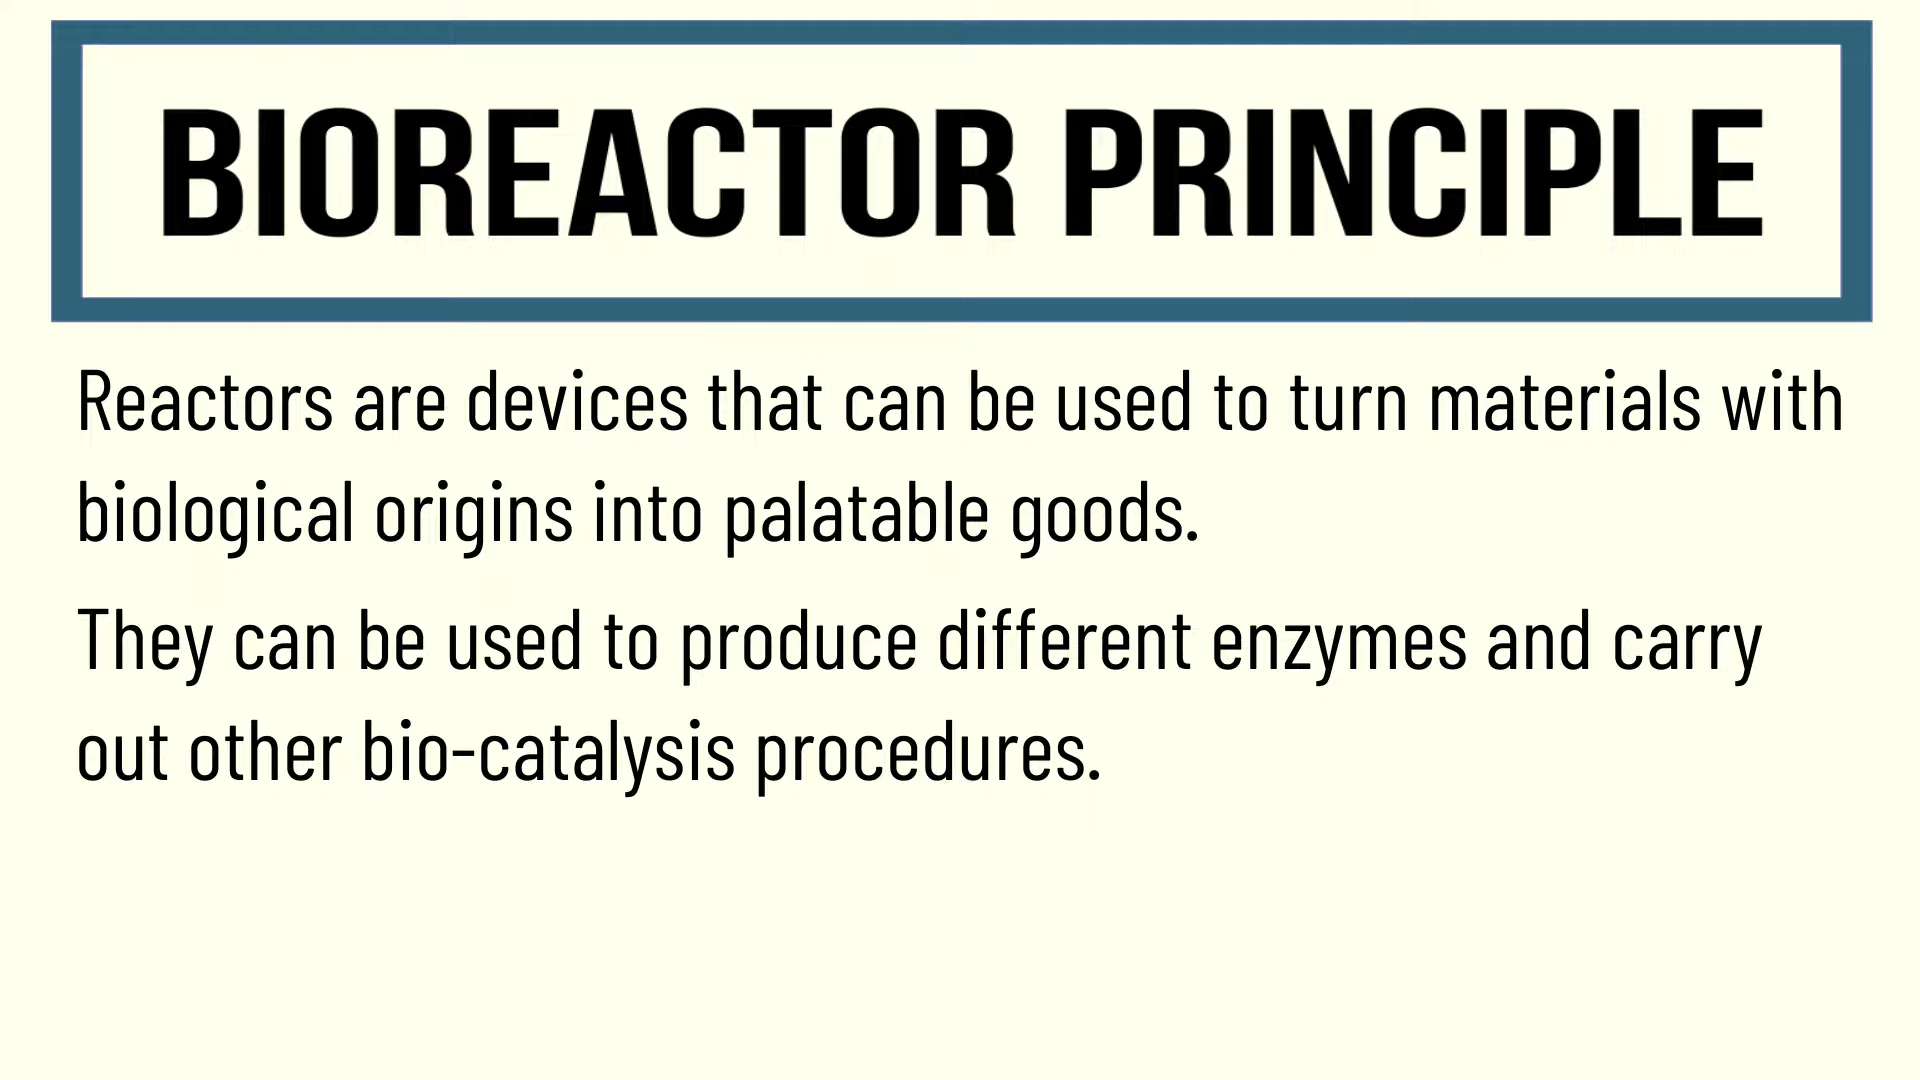 BIOREACTOR PRINCIPLE
Reactors are devices that can be used to turn materials with
biological origins into palatable goods.
They can be used to produce different enzymes and carry
out other bio-catalysis procedures.